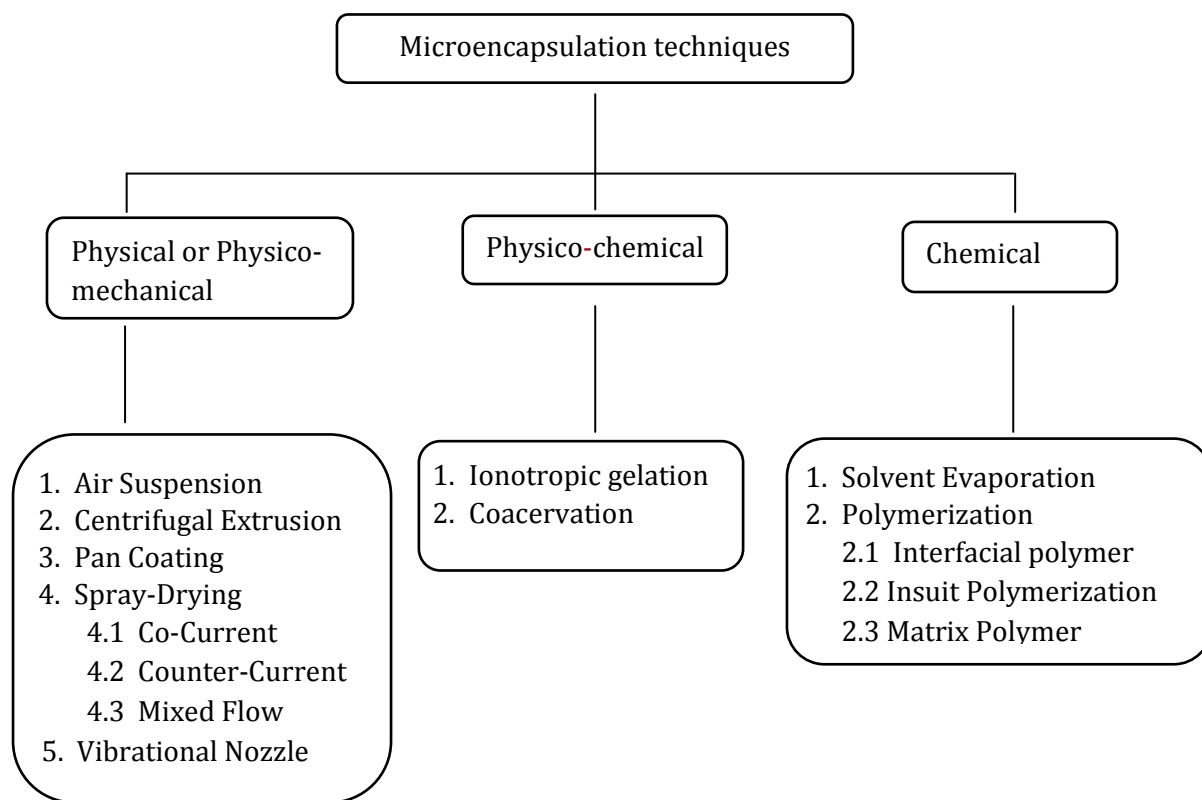 Microencapsulation techniques
Physical or Physico-
mechanical
Physico-chemical
Chemical
1. Air Suspension
2. Centrifugal Extrusion
3. Pan Coating
4. Spray-Drying
4.1 Co-Current
4.2 Counter-Current
4.3 Mixed Flow
5. Vibrational Nozzle
1. Ionotropic gelation
2. Coacervation
1. Solvent Evaporation
2. Polymerization
2.1 Interfacial polymer
2.2 Insuit Polymerization
2.3 Matrix Polymer